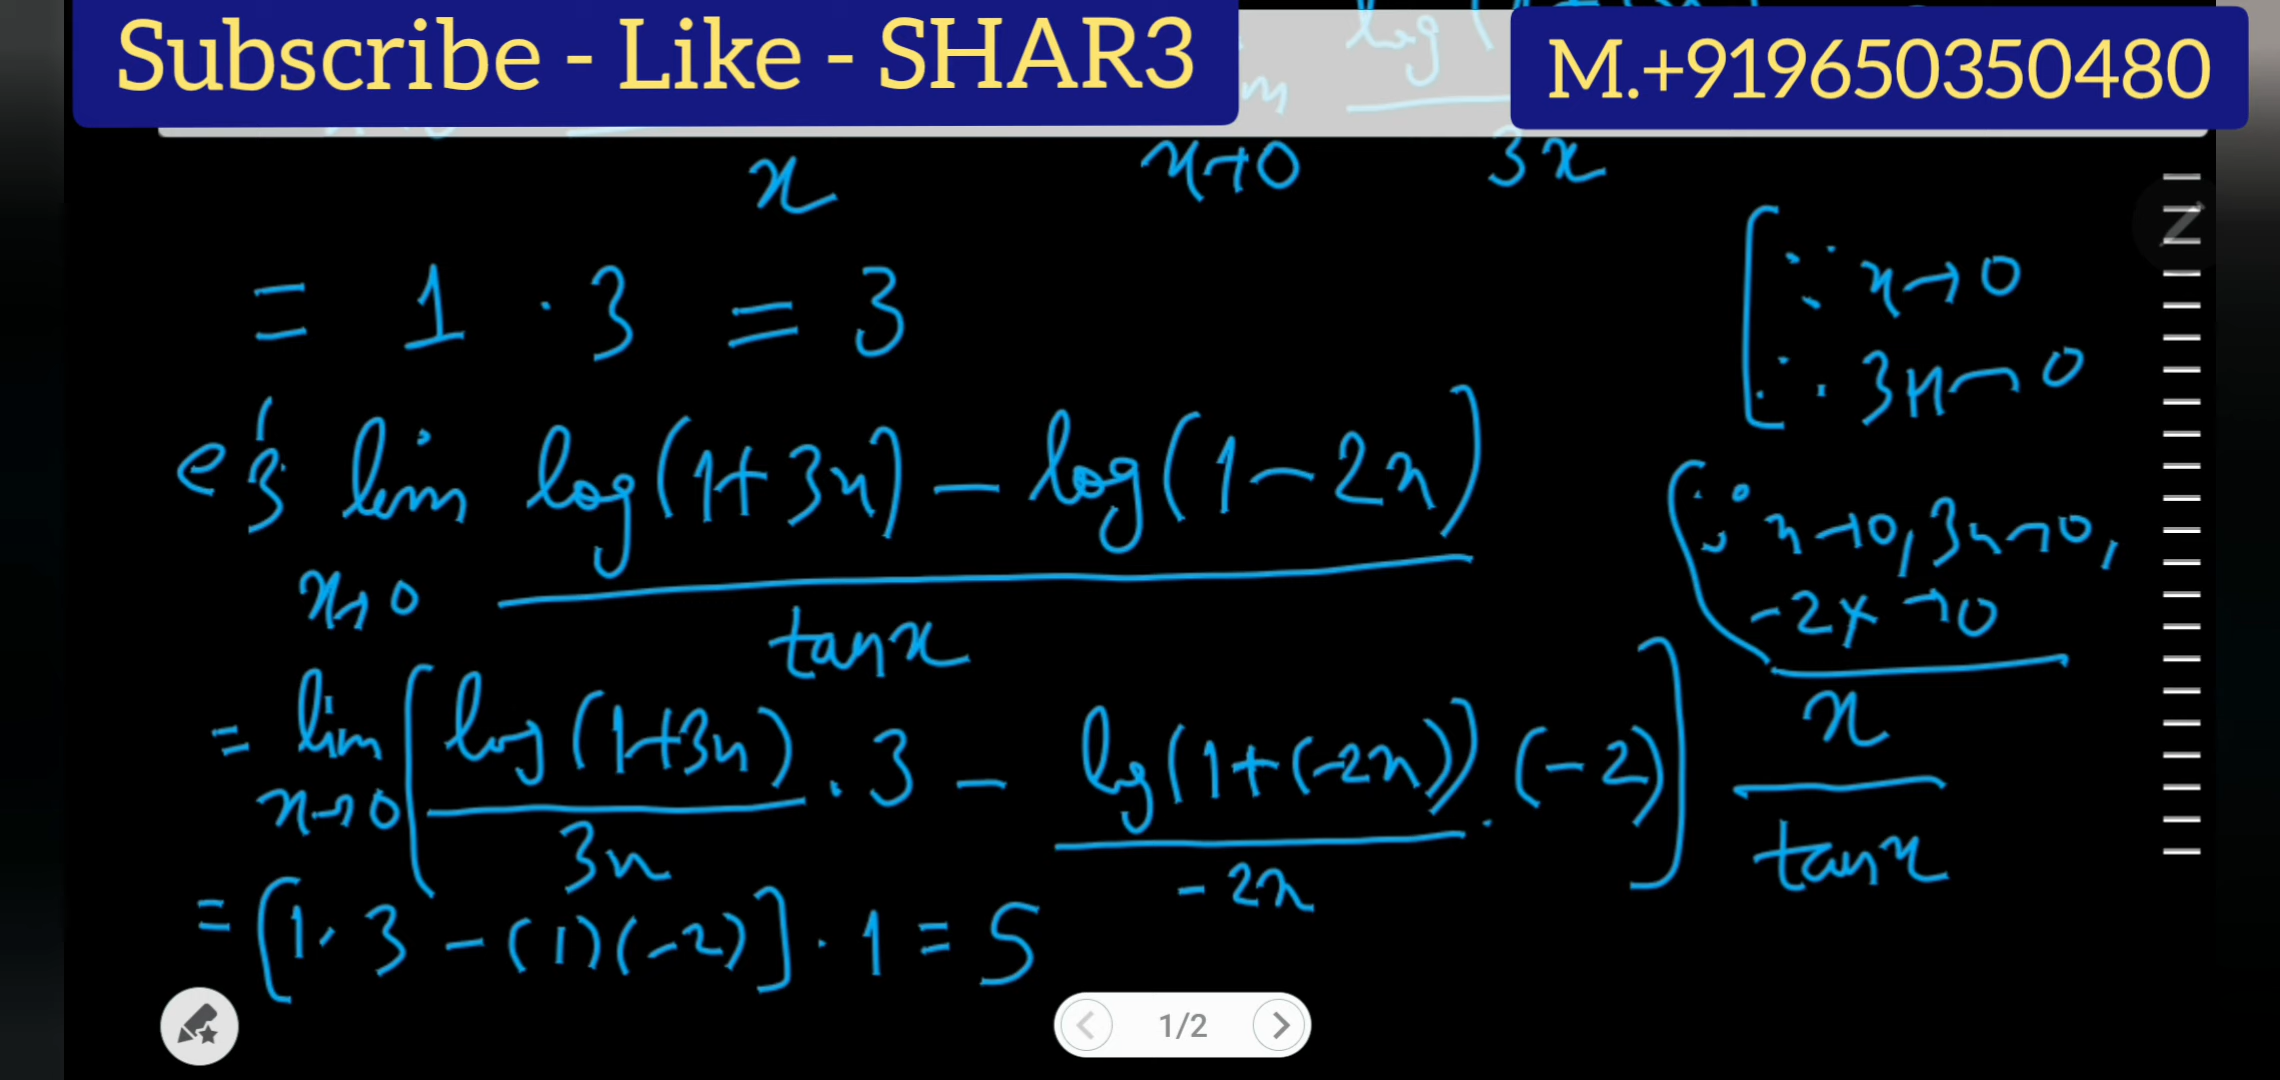 Subscribe - Like - SHAR3
M.+919650350480
log(
x
x→0
3x
= 1 · 3 = 3
[∵ x→0
∴ 3x→0
eg lim log(1+3x) - log(1-2x)
x→0
tanx
(∵ x→0, 3x→0,
-2x→0
= lim [log(1+3x) . 3 - log(1+(-2x)) . (-2)] x
x→0
3x
-2x
tanx
= [1. 3 - (1)(-2)] . 1 = 5
1/2